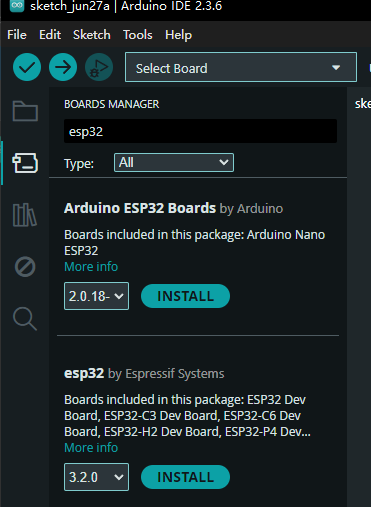 sketch_jun27a | Arduino IDE 2.3.6
File Edit Sketch Tools Help
Select Board
BOARDS MANAGER
ske
esp32
Type: All
Arduino ESP32 Boards by Arduino
Boards included in this package: Arduino Nano
ESP32
More info
2.0.18- INSTALL
esp32 by Espressif Systems
Boards included in this package: ESP32 Dev
Board, ESP32-C3 Dev Board, ESP32-C6 Dev
Board, ESP32-H2 Dev Board, ESP32-P4 Dev...
More info
3.2.0 INSTALL